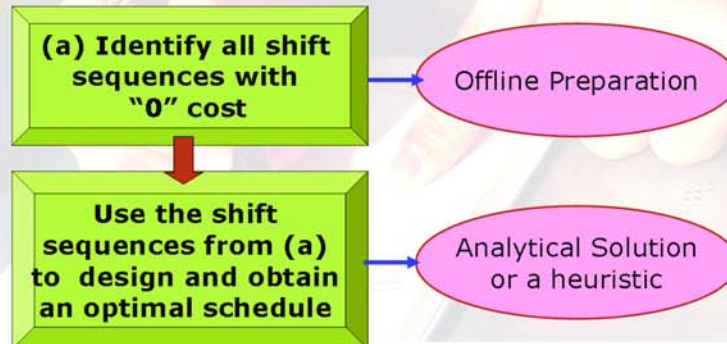 (a) Identify all shift
sequences with
“0” cost
Offline Preparation
Use the shift
sequences from (a)
to design and obtain
an optimal schedule
Analytical Solution
or a heuristic